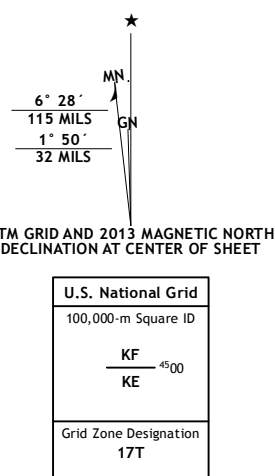 ★
MN.
6° 28´
115 MILS
GN
1° 50´
32 MILS
TM GRID AND 2013 MAGNETIC NORTH
DECLINATION AT CENTER OF SHEET
U.S. National Grid
100,000-m Square ID
KF
4500
KE
Grid Zone Designation
17T